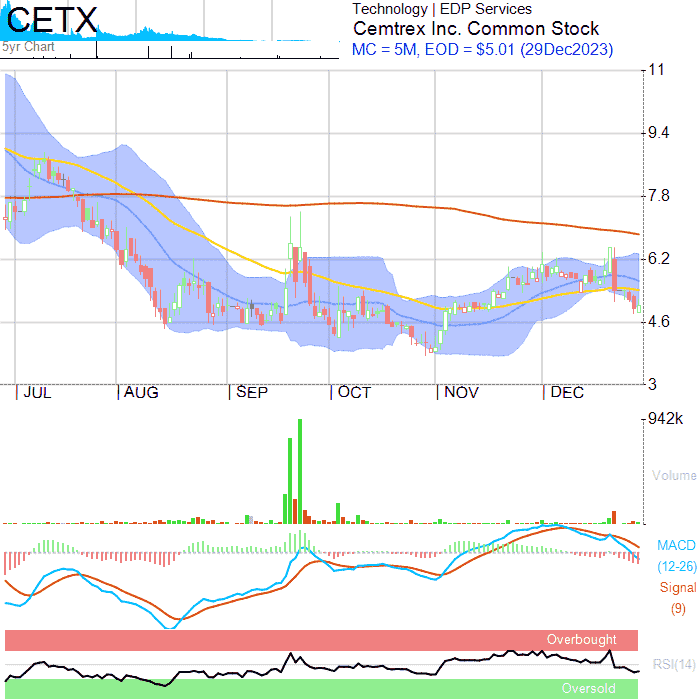 CETX
5yr Chart
Technology | EDP Services
Cemtrex Inc. Common Stock
MC = 5M, EOD = $5.01 (29Dec2023)
11
9.4
7.8
6.2
4.6
3
JUL
AUG
SEP
OCT
NOV
DEC
942k
Volume
MACD
(12-26)
Signal
(9)
Overbought
RSI(14)
Oversold